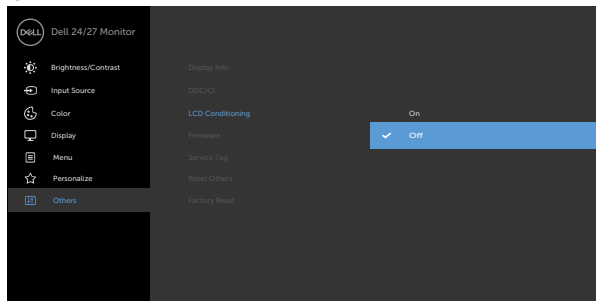 DELL Dell 24/27 Monitor
Brightness/Contrast Display Info
Input Source DDC/CI
Color LCD Conditioning On
Display Firmware Off
Menu Service Tag
Personalize Reset Others
Others Factory Reset